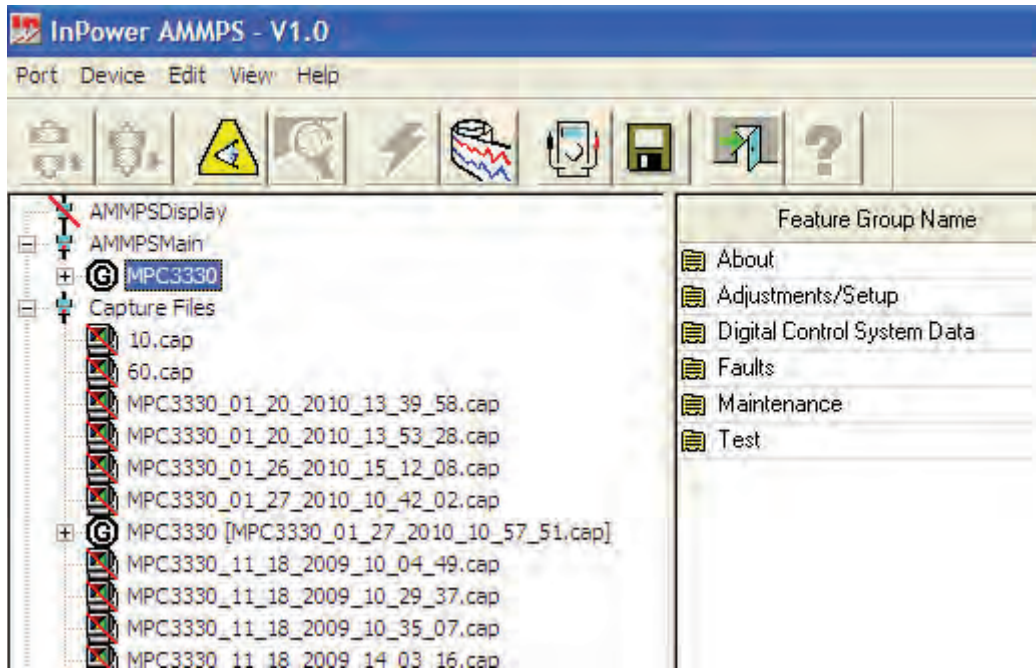 InPower AMMPS - V1.0
Port Device Edit View Help
AMMPSDisplay
AMMPSMain
G MPC3330
Capture Files
10.cap
60.cap
MPC3330_01_20_2010_13_39_58.cap
MPC3330_01_20_2010_13_53_28.cap
MPC3330_01_26_2010_15_12_08.cap
MPC3330_01_27_2010_10_42_02.cap
G MPC3330 [MPC3330_01_27_2010_10_57_51.cap]
MPC3330_11_18_2009_10_04_49.cap
MPC3330_11_18_2009_10_29_37.cap
MPC3330_11_18_2009_10_35_07.cap
MPC3330_11_18_2009_14_03_16.cap
Feature Group Name
About
Adjustments/Setup
Digital Control System Data
Faults
Maintenance
Test